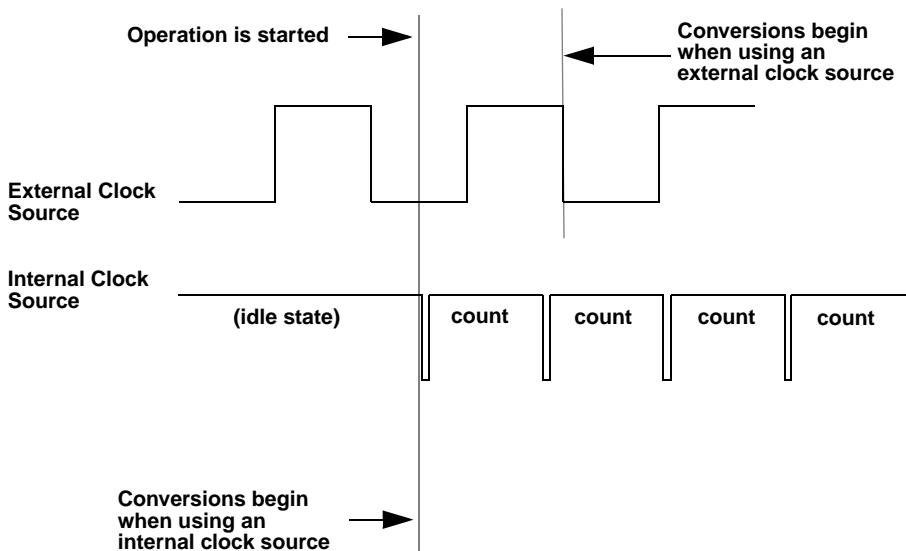 Operation is started
Conversions begin
when using an
external clock source
External Clock
Source
Internal Clock
Source
(idle state)
count
count
count
count
Conversions begin
when using an
internal clock source